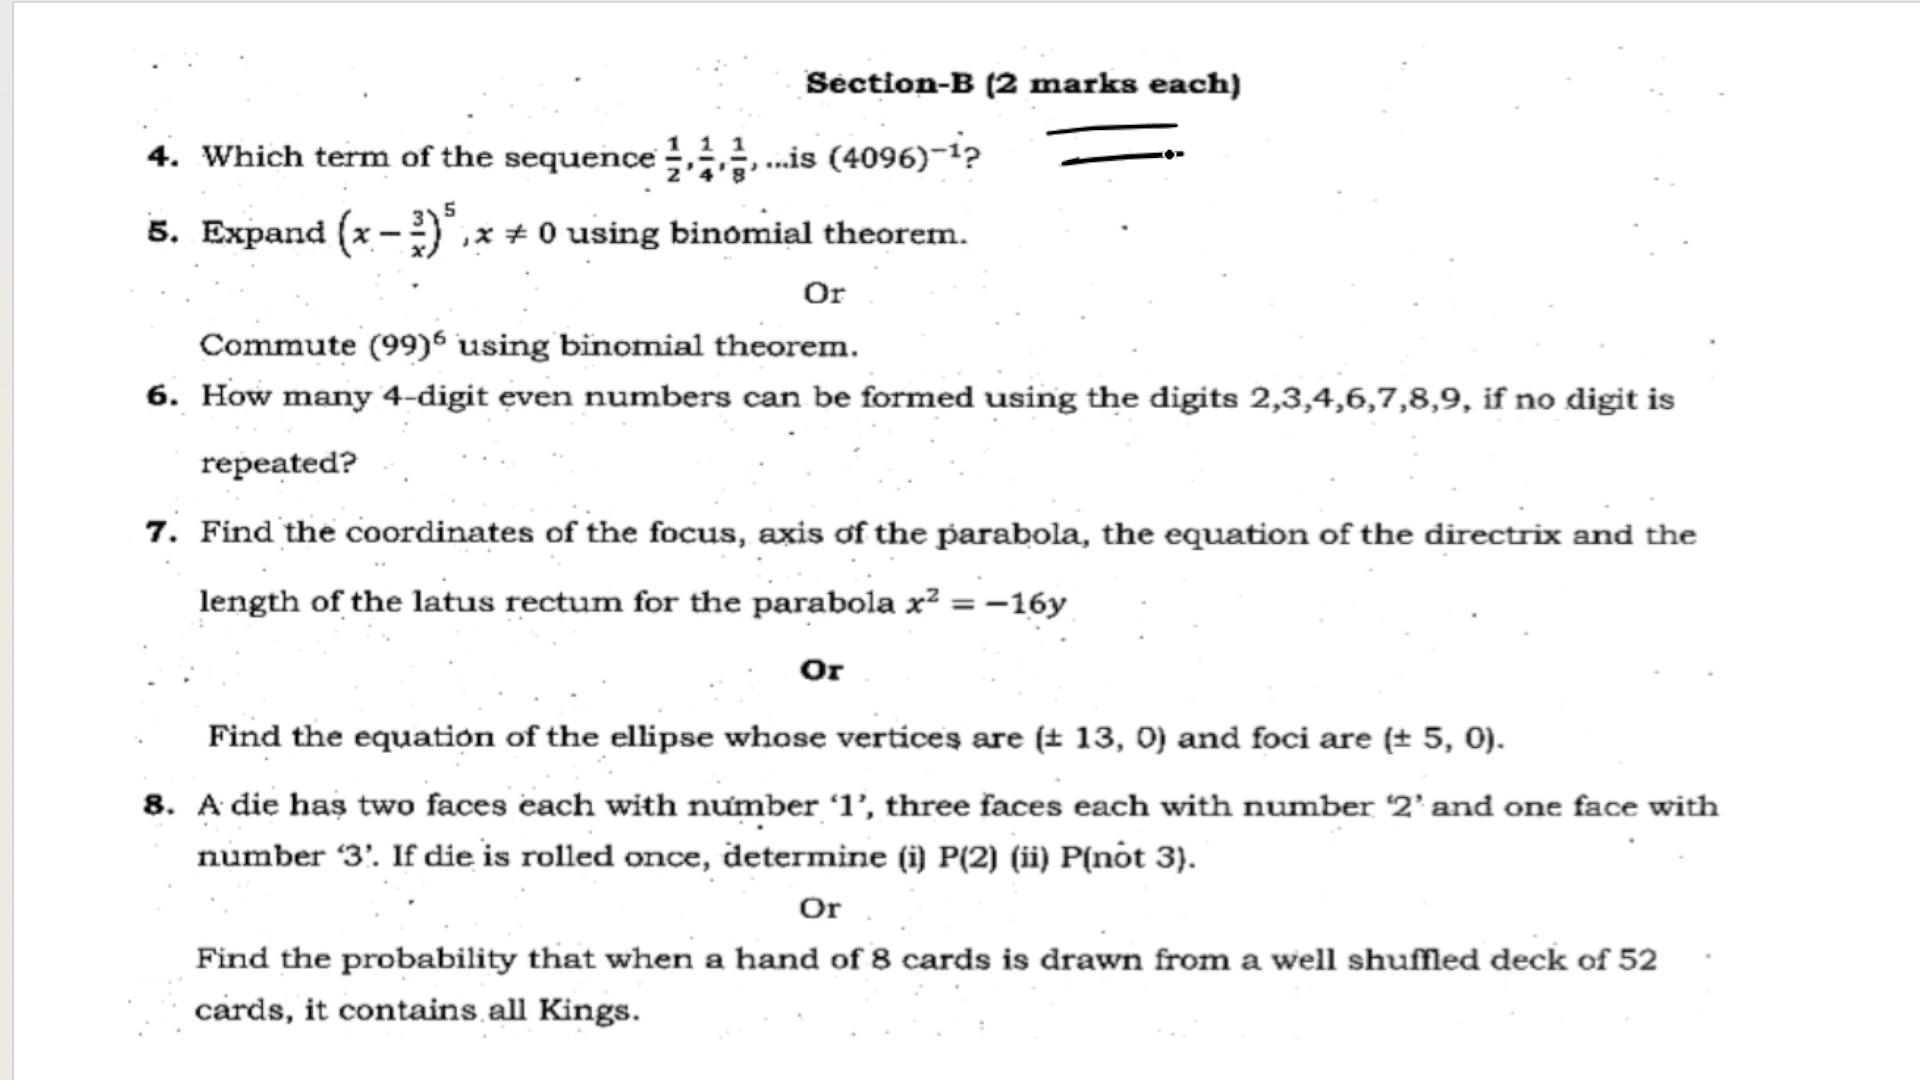 Section-B (2 marks each)
4. Which term of the sequence 1/2, 1/4, 1/8, ...is (4096)⁻¹?
5. Expand (x − 3/x)⁵, x ≠ 0 using binomial theorem.
Or
Commute (99)⁶ using binomial theorem.
6. How many 4-digit even numbers can be formed using the digits 2,3,4,6,7,8,9, if no digit is
repeated?
7. Find the coordinates of the focus, axis of the parabola, the equation of the directrix and the
length of the latus rectum for the parabola x² = −16y
Or
Find the equation of the ellipse whose vertices are (± 13, 0) and foci are (± 5, 0).
8. A die has two faces each with number ‘1’, three faces each with number ‘2’ and one face with
number ‘3’. If die is rolled once, determine (i) P(2) (ii) P(not 3).
Or
Find the probability that when a hand of 8 cards is drawn from a well shuffled deck of 52
cards, it contains all Kings.